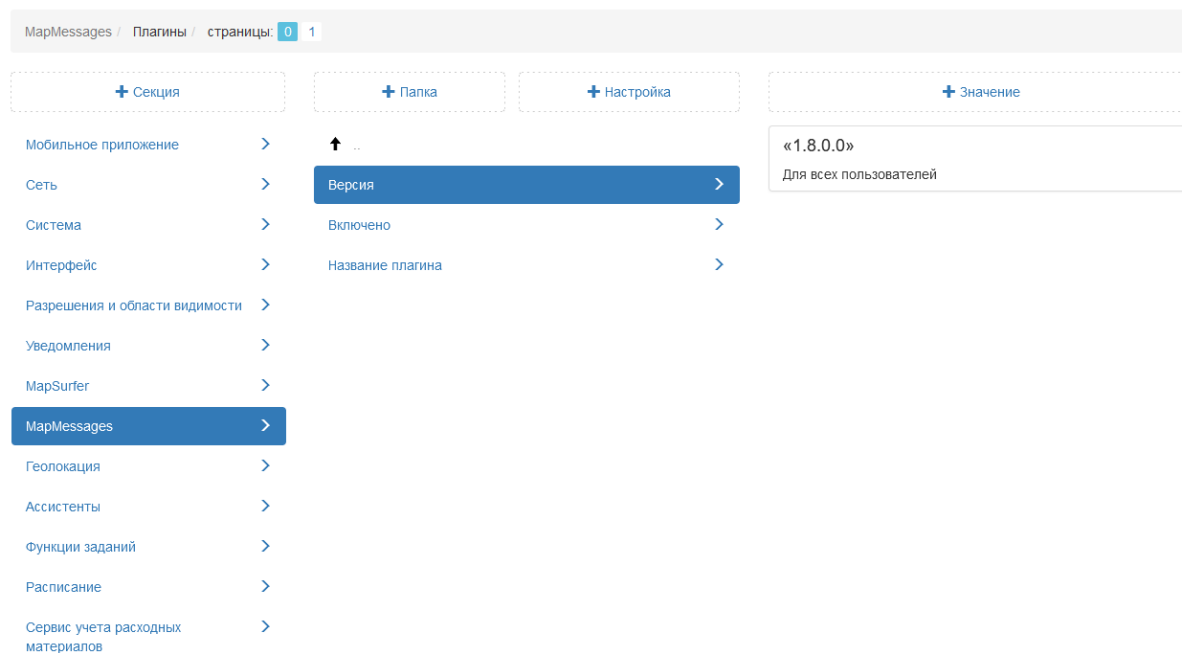 MapMessages / Плагины / страницы: 0 1
Секция
Папка
Настройка
Значение
Мобильное приложение
Сеть
Система
Интерфейс
Разрешения и области видимости
Уведомления
MapSurfer
MapMessages
Геолокация
Ассистенты
Функции заданий
Расписание
Сервис учета расходных
материалов
..
Версия
Включено
Название плагина
«1.8.0.0»
Для всех пользователей